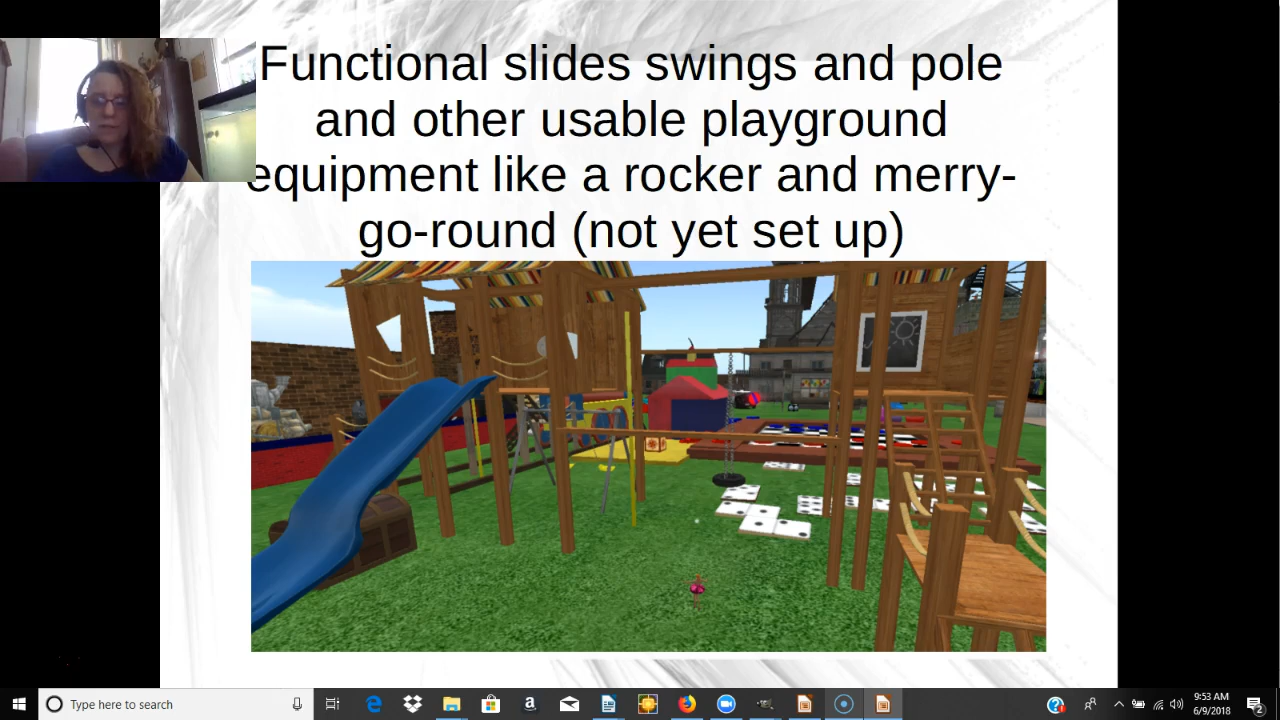 Functional slides swings and pole
and other usable playground
equipment like a rocker and merry-
go-round (not yet set up)
Type here to search
9:53 AM
6/9/2018
2